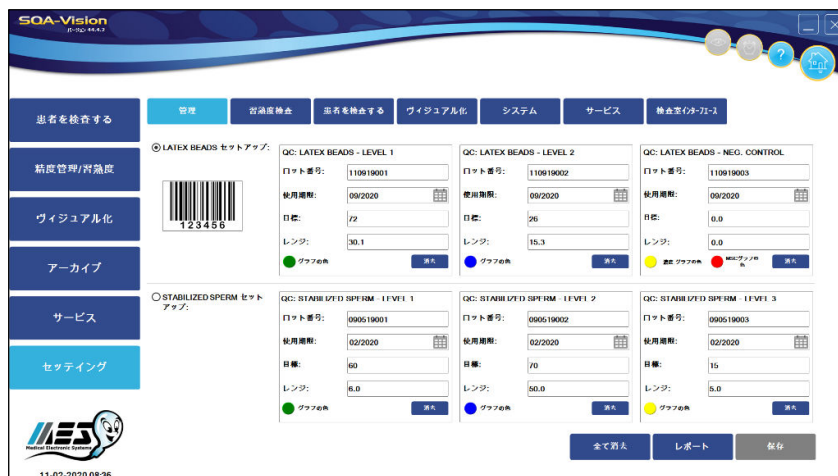 SQA-Vision
患者を検査する
精度管理/習熟度
ヴィジュアル化
アーカイブ
サービス
セッテイング
Medical Electronic Systems
11-02-2020 08:36
管理 習熟度検査 患者を検査する ヴィジュアル化 システム サービス 検査室インターフェース
LATEX BEADS セットアップ:
123456
QC: LATEX BEADS - LEVEL 1
ロット番号: 110919001
使用期限: 09/2020
目標: 72
レンジ: 30.1
グラフの色 消去
QC: LATEX BEADS - LEVEL 2
ロット番号: 110919002
使用期限: 09/2020
目標: 26
レンジ: 15.3
グラフの色 消去
QC: LATEX BEADS - NEG. CONTROL
ロット番号: 110919003
使用期限: 09/2020
目標: 0.0
レンジ: 0.0
グラフの色 消去
STABILIZED SPERM セット
アップ:
QC: STABILIZED SPERM - LEVEL 1
ロット番号: 090519001
使用期限: 02/2020
目標: 60
レンジ: 6.0
グラフの色 消去
QC: STABILIZED SPERM - LEVEL 2
ロット番号: 090519002
使用期限: 02/2020
目標: 70
レンジ: 50.0
グラフの色 消去
QC: STABILIZED SPERM - LEVEL 3
ロット番号: 090519003
使用期限: 02/2020
目標: 15
レンジ: 5.0
グラフの色 消去
全て消去 レポート 保存